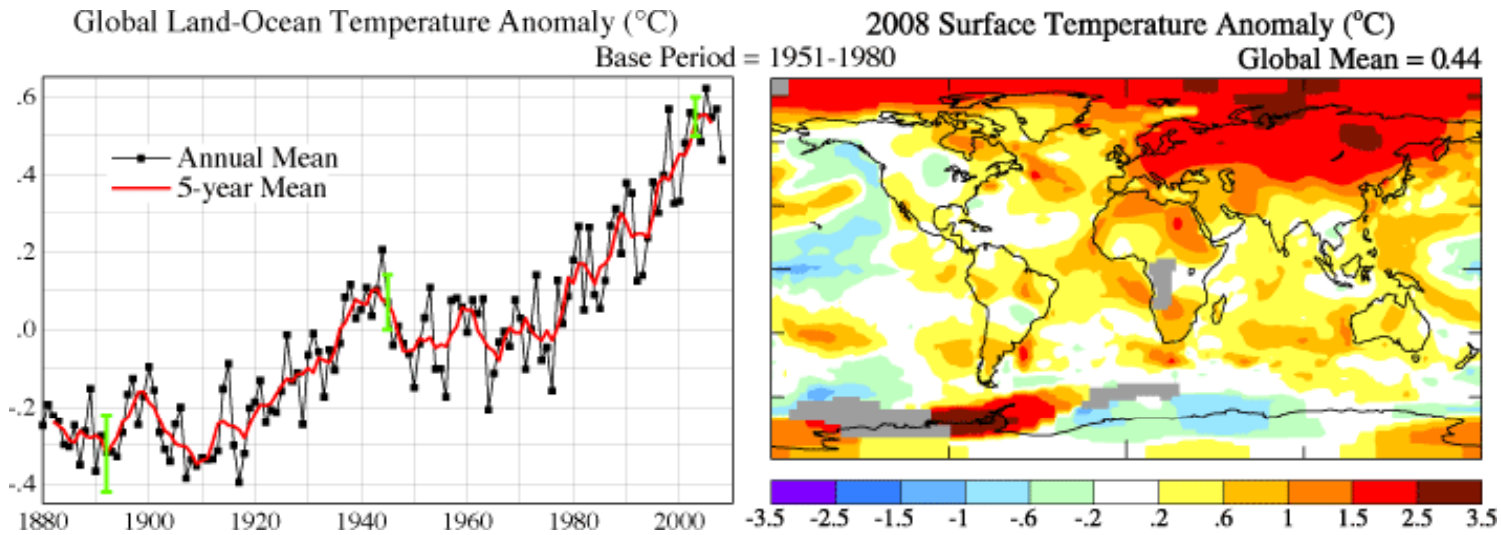 Global Land-Ocean Temperature Anomaly (°C)
2008 Surface Temperature Anomaly (°C)
Base Period = 1951-1980
Global Mean = 0.44
.6
.4
.2
.0
-.2
-.4
Annual Mean
5-year Mean
1880 1900 1920 1940 1960 1980 2000
-3.5 -2.5 -1.5 -1 -.6 -.2 .2 .6 1 1.5 2.5 3.5